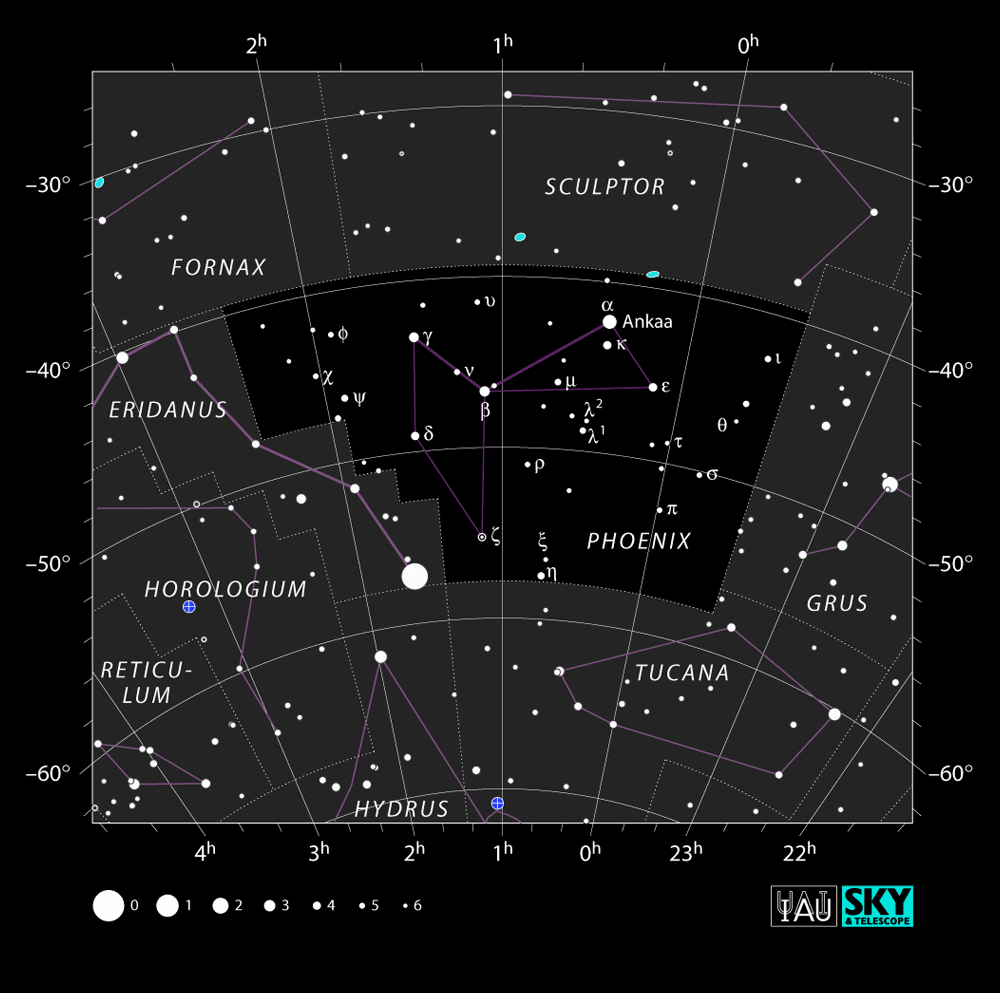 2h 1h 0h
−30° −30°
SCULPTOR
FORNAX
υ
α
Ankaa
ϕ γ κ
−40° ι −40°
χ ν μ ε
ψ β
ERIDANUS
λ2
θ
δ λ1 τ
ρ σ
π
ζ ξ PHOENIX
−50° η −50°
HOROLOGIUM GRUS
RETICU-
LUM
TUCANA
−60° −60°
HYDRUS
4h 3h 2h 1h 0h 23h 22h
0 1 2 3 4 5 6
IAU SKY
& TELESCOPE